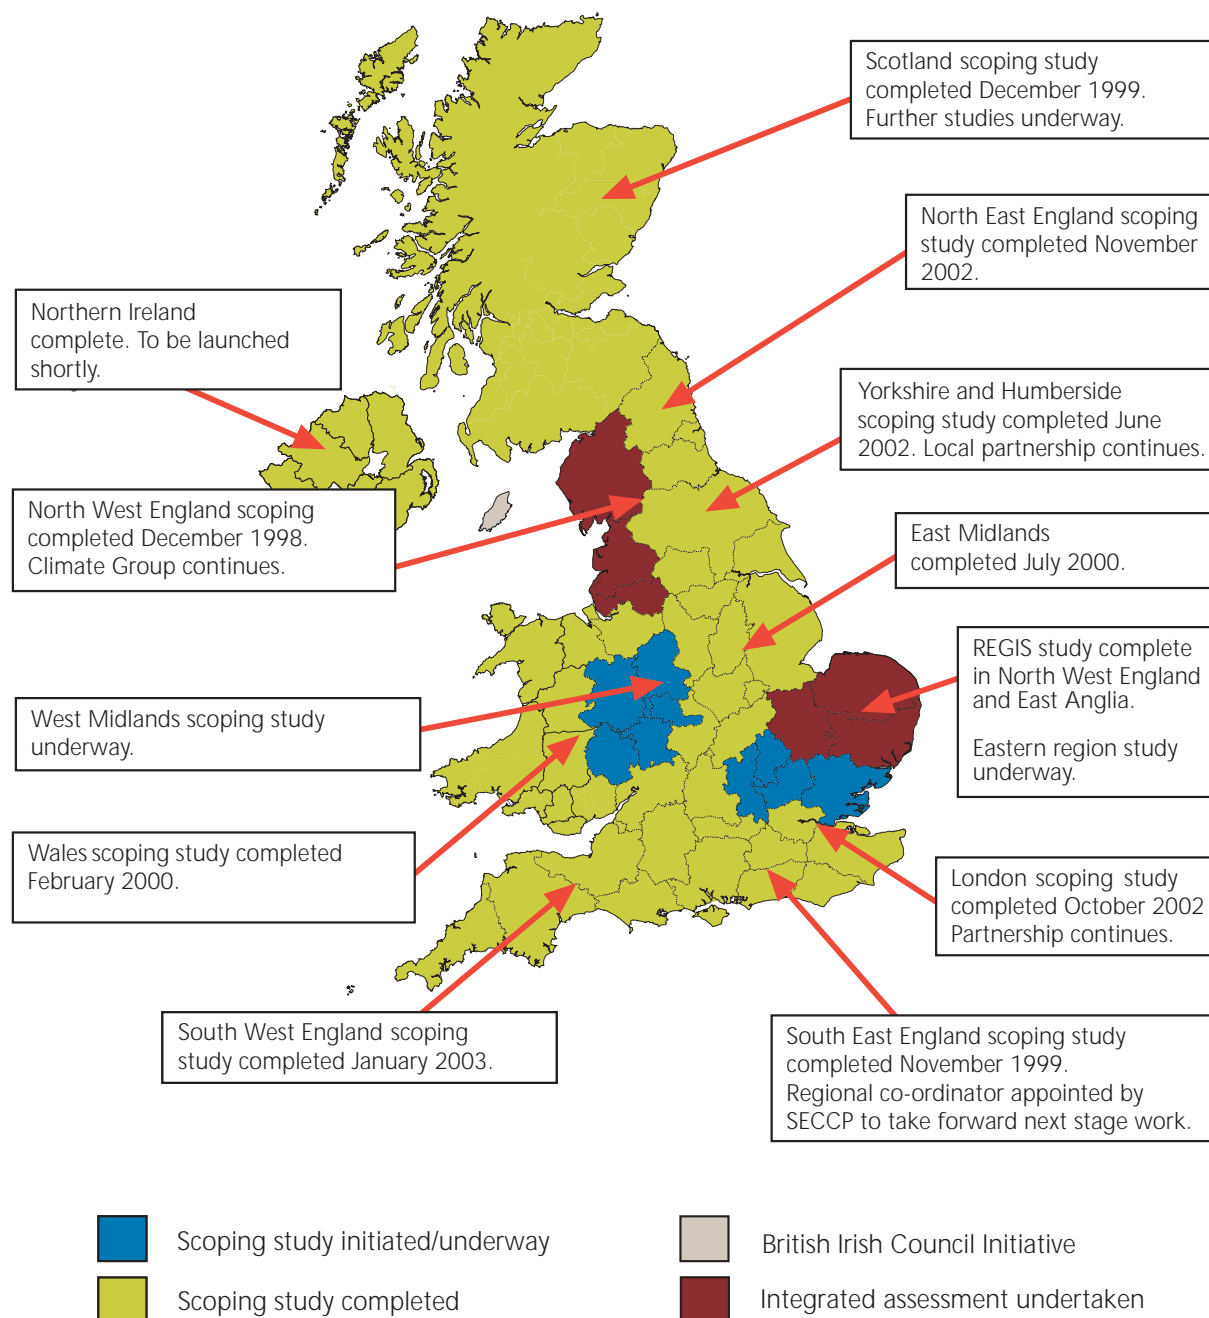 Scotland scoping study
completed December 1999.
Further studies underway.
North East England scoping
study completed November
2002.
Northern Ireland
complete. To be launched
shortly.
Yorkshire and Humberside
scoping study completed June
2002. Local partnership continues.
North West England scoping
completed December 1998.
Climate Group continues.
East Midlands
completed July 2000.
REGIS study complete
in North West England
and East Anglia.
Eastern region study
underway.
West Midlands scoping study
underway.
Wales scoping study completed
February 2000.
London scoping study
completed October 2002
Partnership continues.
South West England scoping
study completed January 2003.
South East England scoping study
completed November 1999.
Regional co-ordinator appointed by
SECCP to take forward next stage work.
Scoping study initiated/underway
British Irish Council Initiative
Scoping study completed
Integrated assessment undertaken